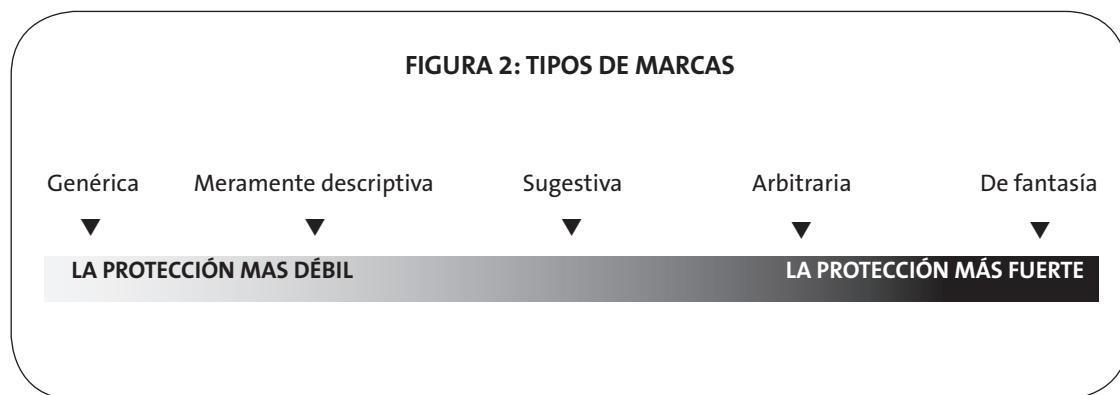 FIGURA 2: TIPOS DE MARCAS
Genérica Meramente descriptiva Sugestiva Arbitraria De fantasía
LA PROTECCIÓN MAS DÉBIL LA PROTECCIÓN MÁS FUERTE